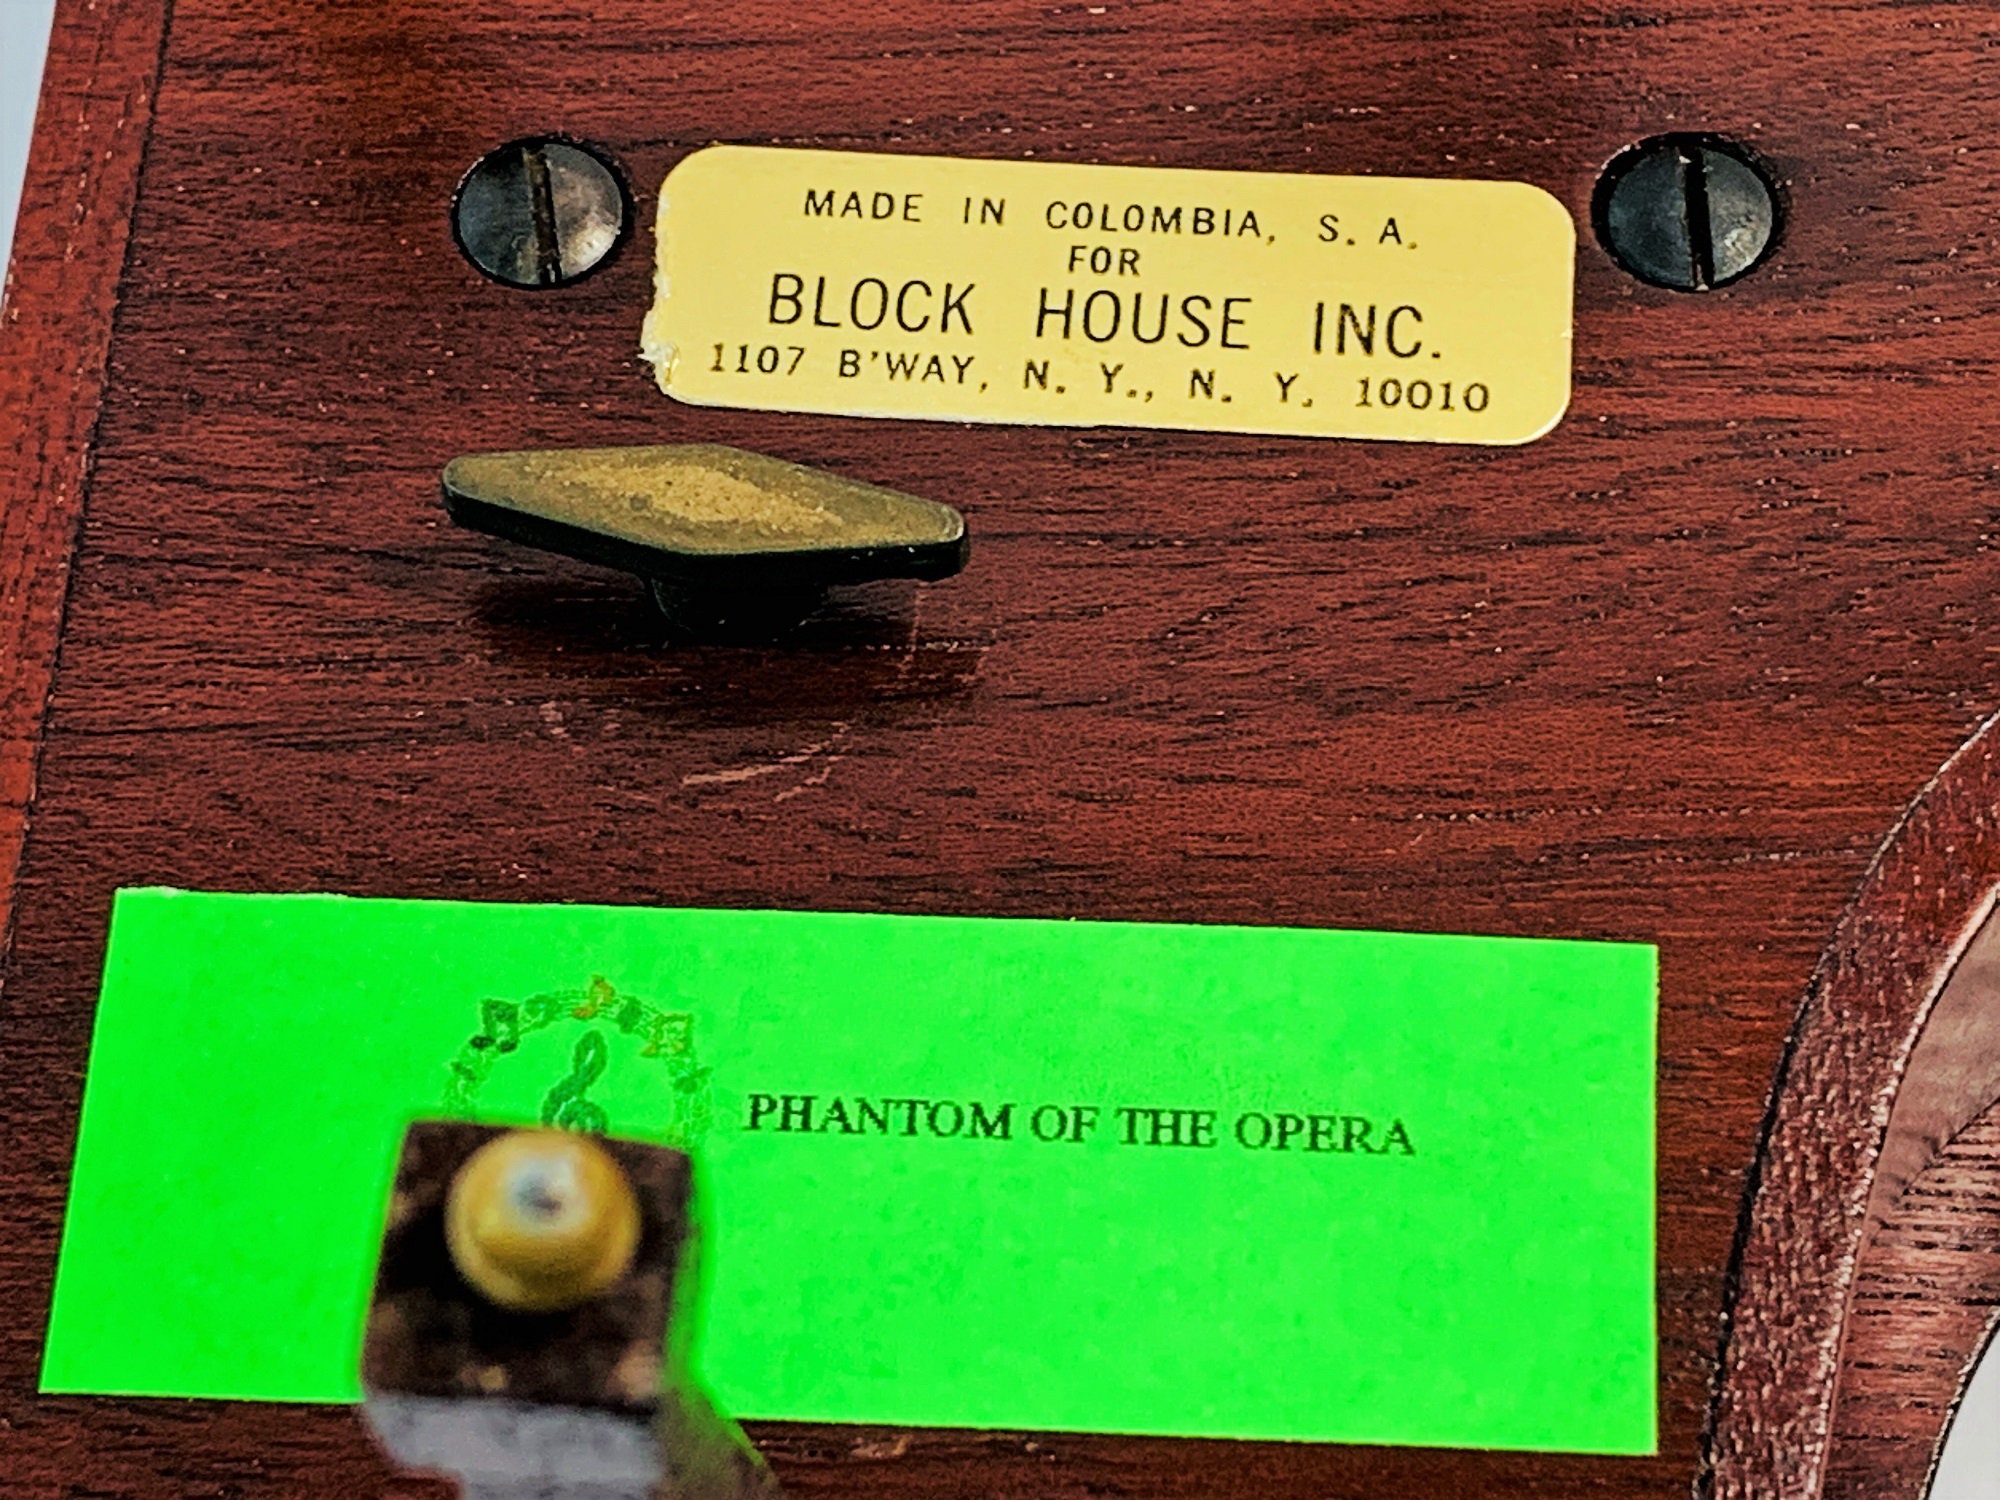 MADE IN COLOMBIA, S. A.
FOR
BLOCK HOUSE INC.
1107 B'WAY, N. Y., N. Y. 10010
PHANTOM OF THE OPERA